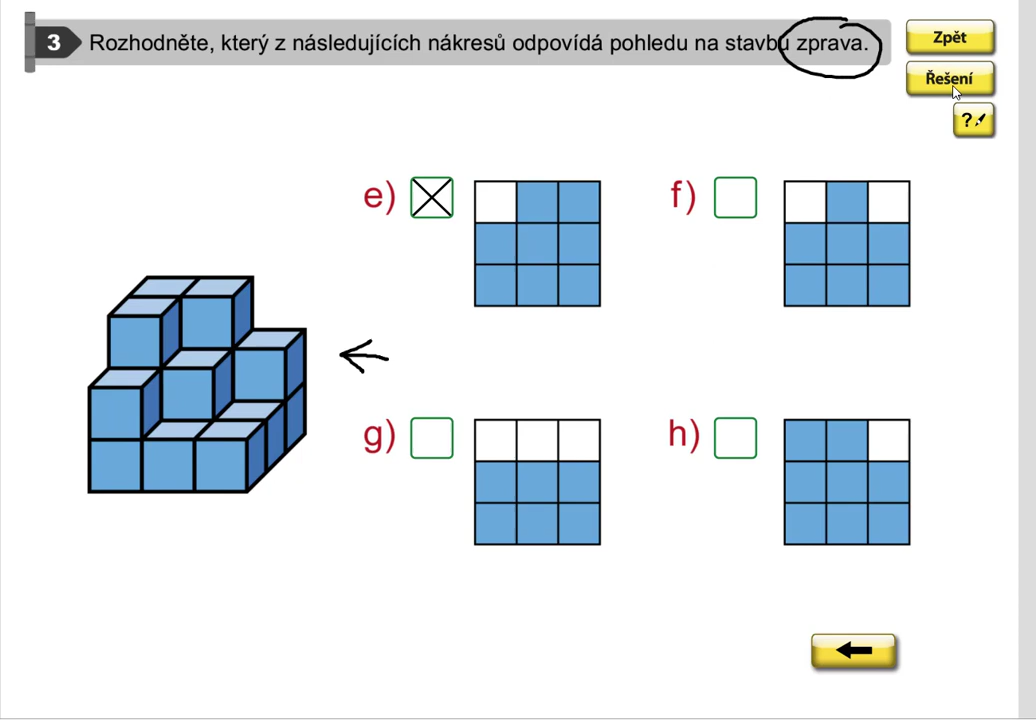 3 Rozhodněte, který z následujících nákresů odpovídá pohledu na stavbu zprava.
Zpět
Řešení
?
e)
f)
g)
h)